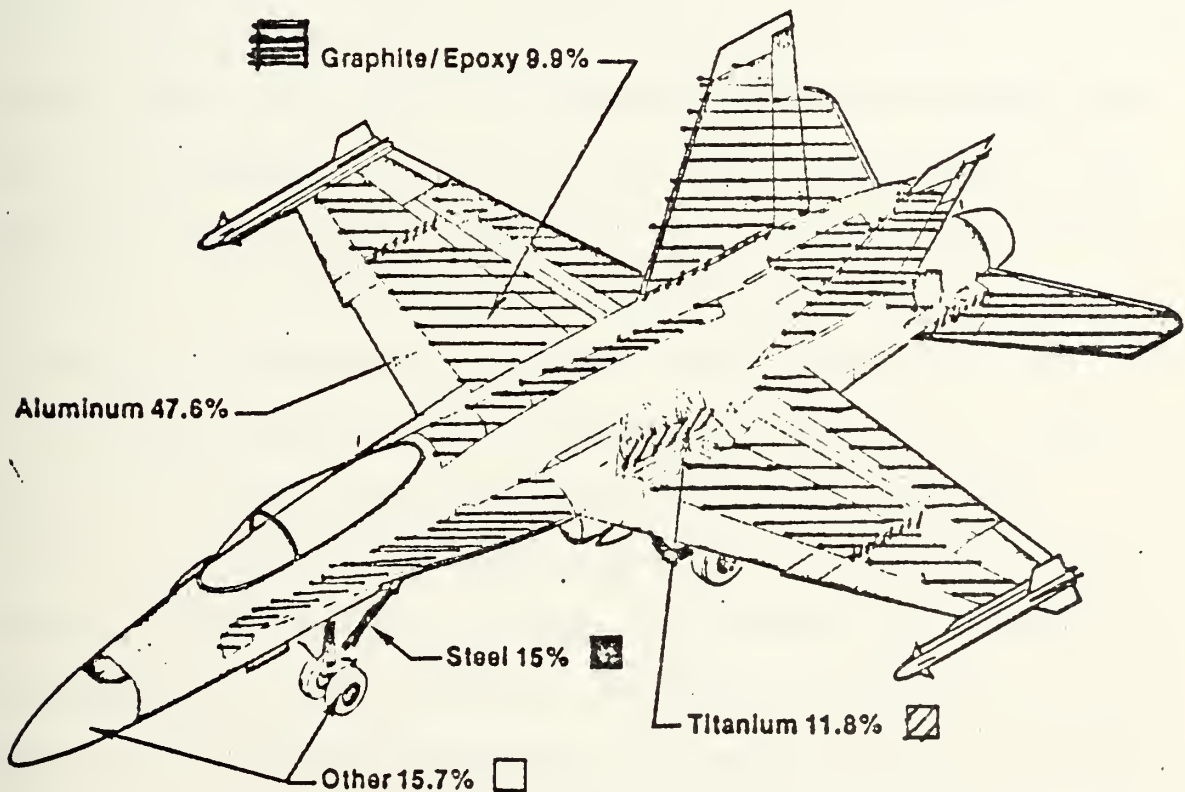 Graphite/Epoxy 9.9%
Aluminum 47.6%
Steel 15%
Titanium 11.8%
Other 15.7%